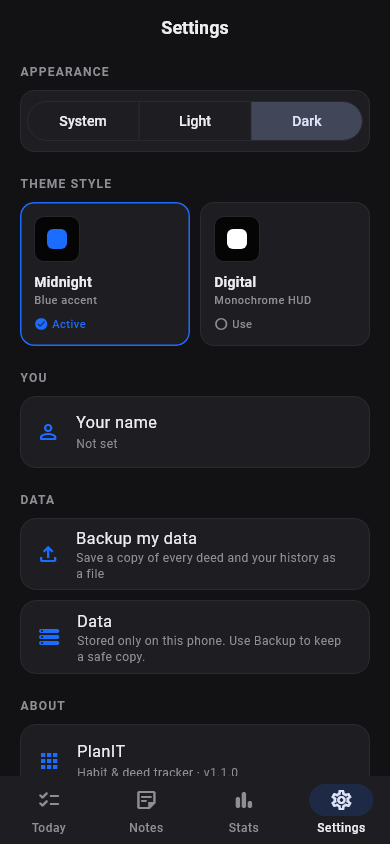 Settings
APPEARANCE
System Light Dark
THEME STYLE
Midnight
Blue accent
Active
Digital
Monochrome HUD
Use
YOU
Your name
Not set
DATA
Backup my data
Save a copy of every deed and your history as
a file
Data
Stored only on this phone. Use Backup to keep
a safe copy.
ABOUT
PlanIT
Habit & deed tracker · v1.1.0
Today Notes Stats Settings